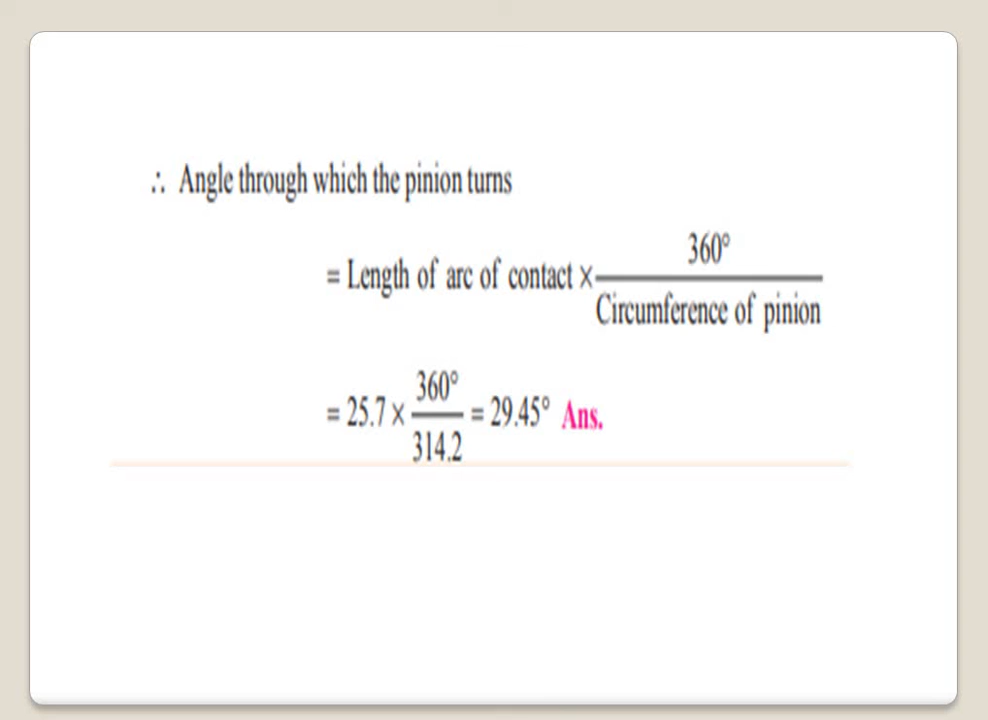 ∴ Angle through which the pinion turns
= Length of arc of contact × 360° / Circumference of pinion
= 25.7 × 360° / 314.2 = 29.45° Ans.